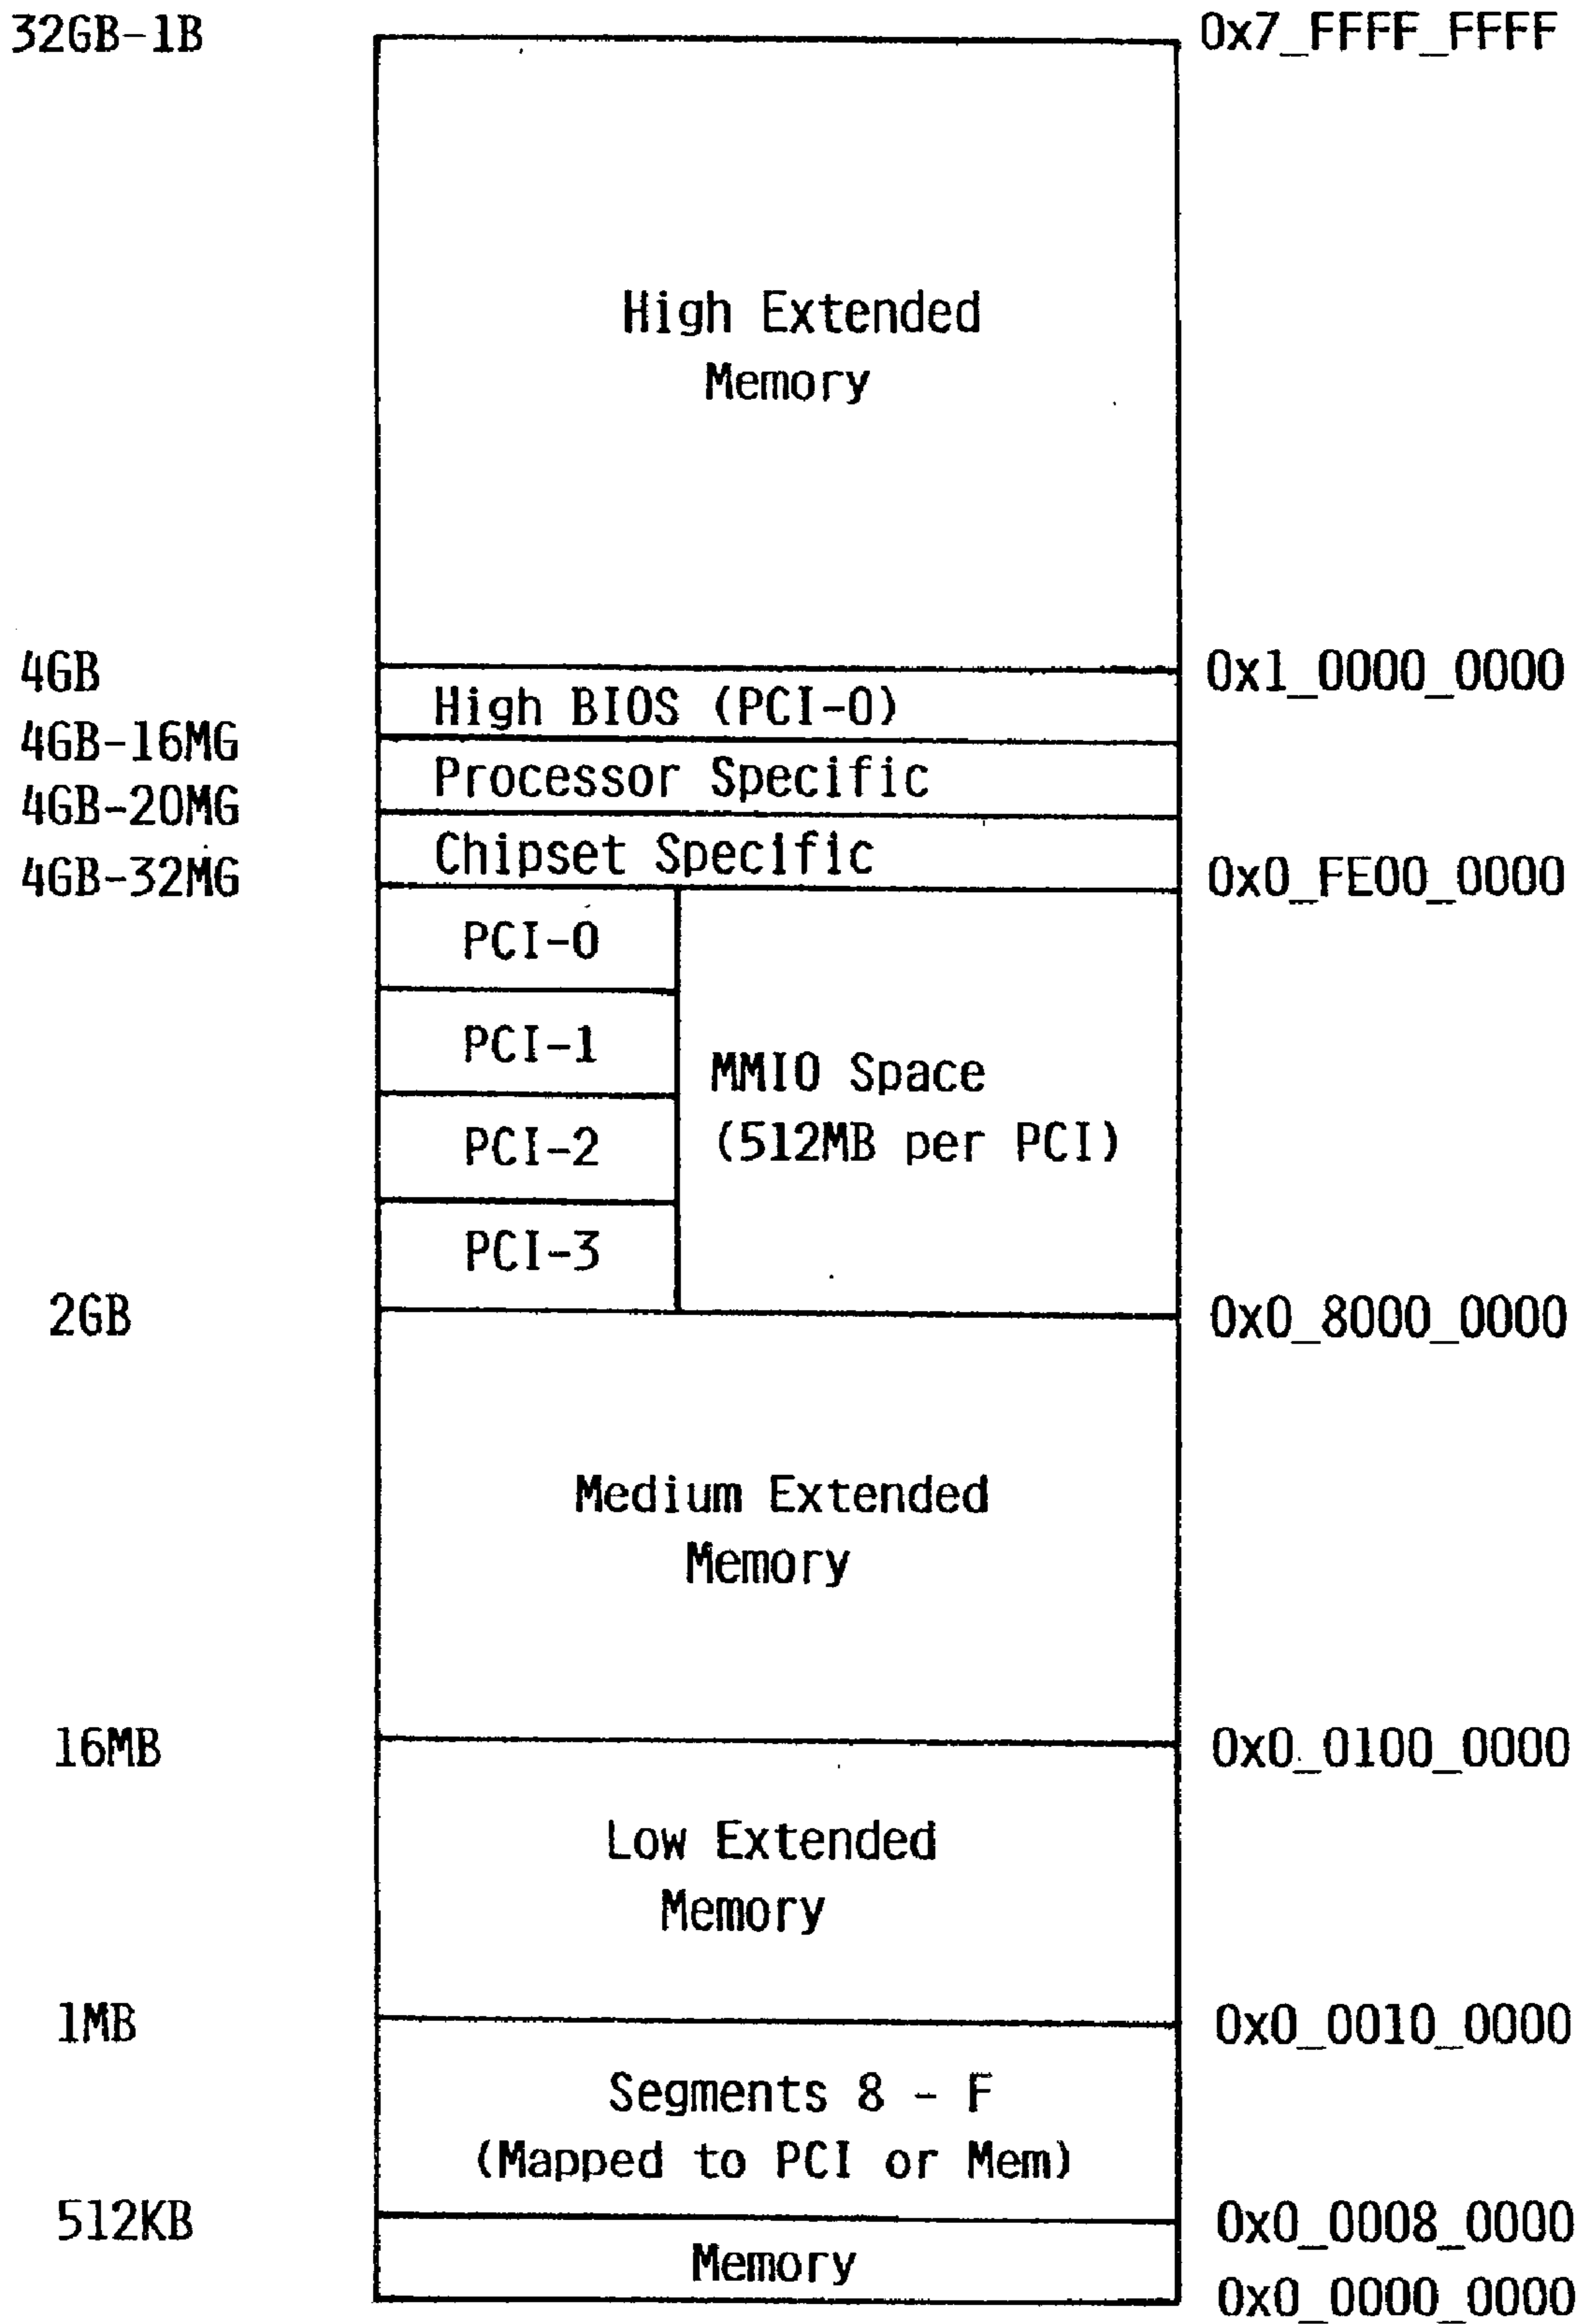 32GB-1B
0x7_FFFF_FFFF
High Extended
Memory
4GB
0x1_0000_0000
High BIOS (PCI-0)
4GB-16MG
Processor Specific
4GB-20MG
Chipset Specific
4GB-32MG
0x0_FE00_0000
PCI-0
PCI-1
MMIO Space
(512MB per PCI)
PCI-2
PCI-3
2GB
0x0_8000_0000
Medium Extended
Memory
16MB
0x0_0100_0000
Low Extended
Memory
1MB
0x0_0010_0000
Segments 8 - F
(Mapped to PCI or Mem)
512KB
0x0_0008_0000
Memory
0x0_0000_0000